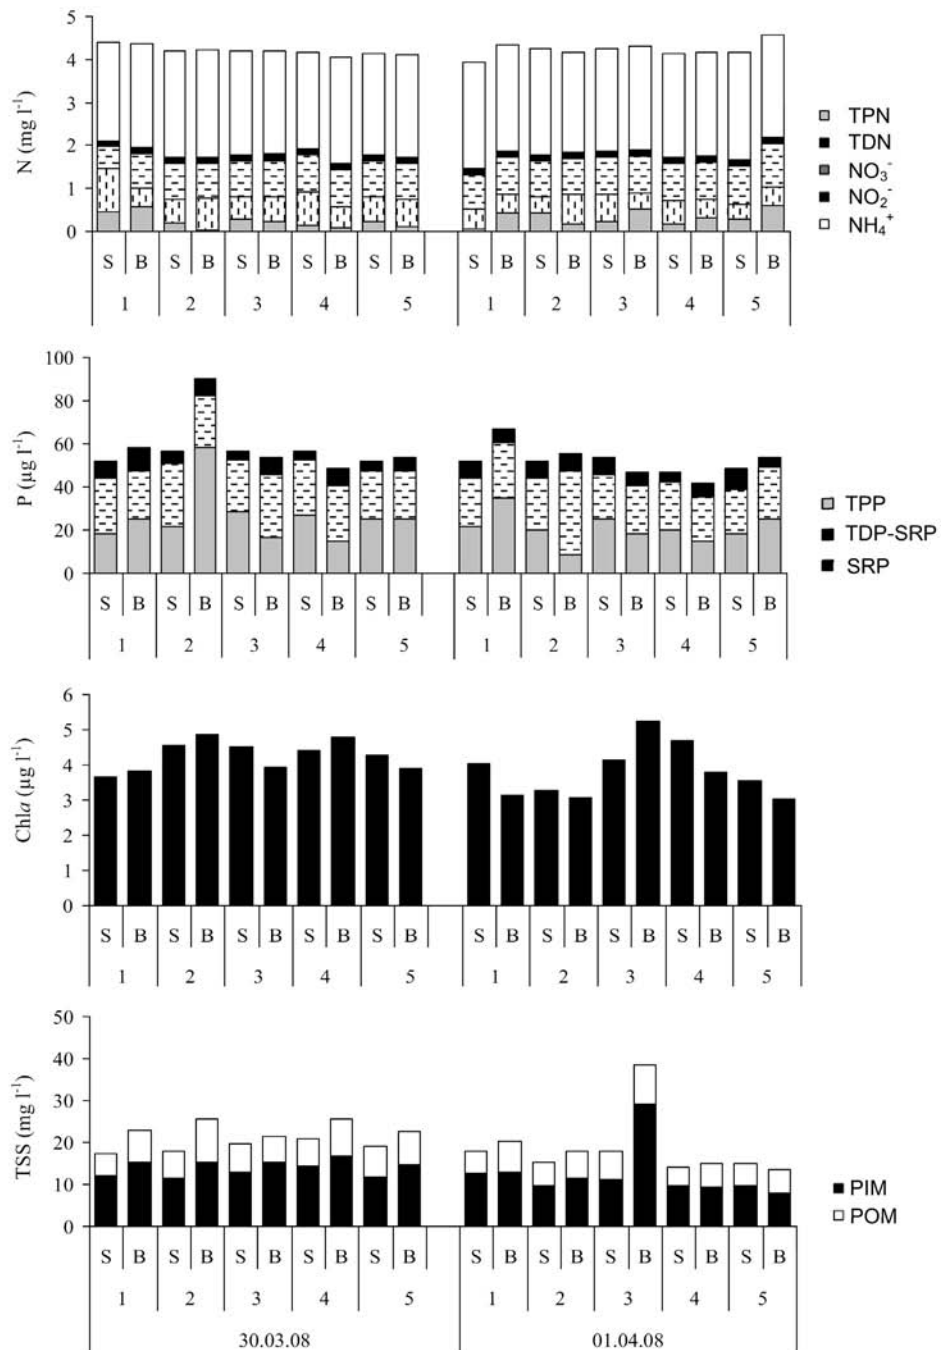 N (mg l⁻¹)
5
4
3
2
1
0
TPN
TDN
NO₃⁻
NO₂⁻
NH₄⁺
S B S B S B S B S B S B S B S B S B S B
1 2 3 4 5 1 2 3 4 5
P (µg l⁻¹)
100
80
60
40
20
0
TPP
TDP-SRP
SRP
S B S B S B S B S B S B S B S B S B S B
1 2 3 4 5 1 2 3 4 5
Chla (µg l⁻¹)
6
5
4
3
2
1
0
S B S B S B S B S B S B S B S B S B S B
1 2 3 4 5 1 2 3 4 5
TSS (mg l⁻¹)
50
40
30
20
10
0
PIM
POM
S B S B S B S B S B S B S B S B S B S B
1 2 3 4 5 1 2 3 4 5
30.03.08 01.04.08